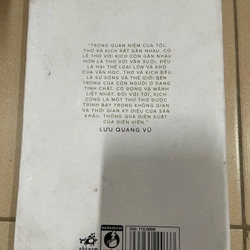 "TRONG QUAN NIỆM CỦA TÔI,
THƠ VÀ KỊCH RẤT GẦN NHAU. CÓ
LẼ THƠ VỚI KỊCH CÒN GẦN NHAU
HƠN LÀ THƠ VỚI VĂN XUÔI, ĐỀU
LÀ HAI THỂ LOẠI LỚN VÀ KHÓ
CỦA VĂN HỌC, THƠ VÀ KỊCH ĐỀU
LÀ SỰ SỐNG VÀ THẾ GIỚI BÊN
TRONG CỦA CON NGƯỜI Ở DẠNG
TINH CHẤT, CÔ ĐỌNG VÀ MÃNH
LIỆT NHẤT. ĐỐI VỚI TÔI, KỊCH
CŨNG LÀ MỘT THỨ THƠ ĐƯỢC
TRÌNH BÀY TRONG KHÔNG GIAN
VÀ THỜI GIAN KỲ DIỆU CỦA SÂN
KHẤU, THÔNG QUA DIỄN XUẤT
CỦA DIỄN VIÊN."
LƯU QUANG VŨ
Giá: 110.000đ